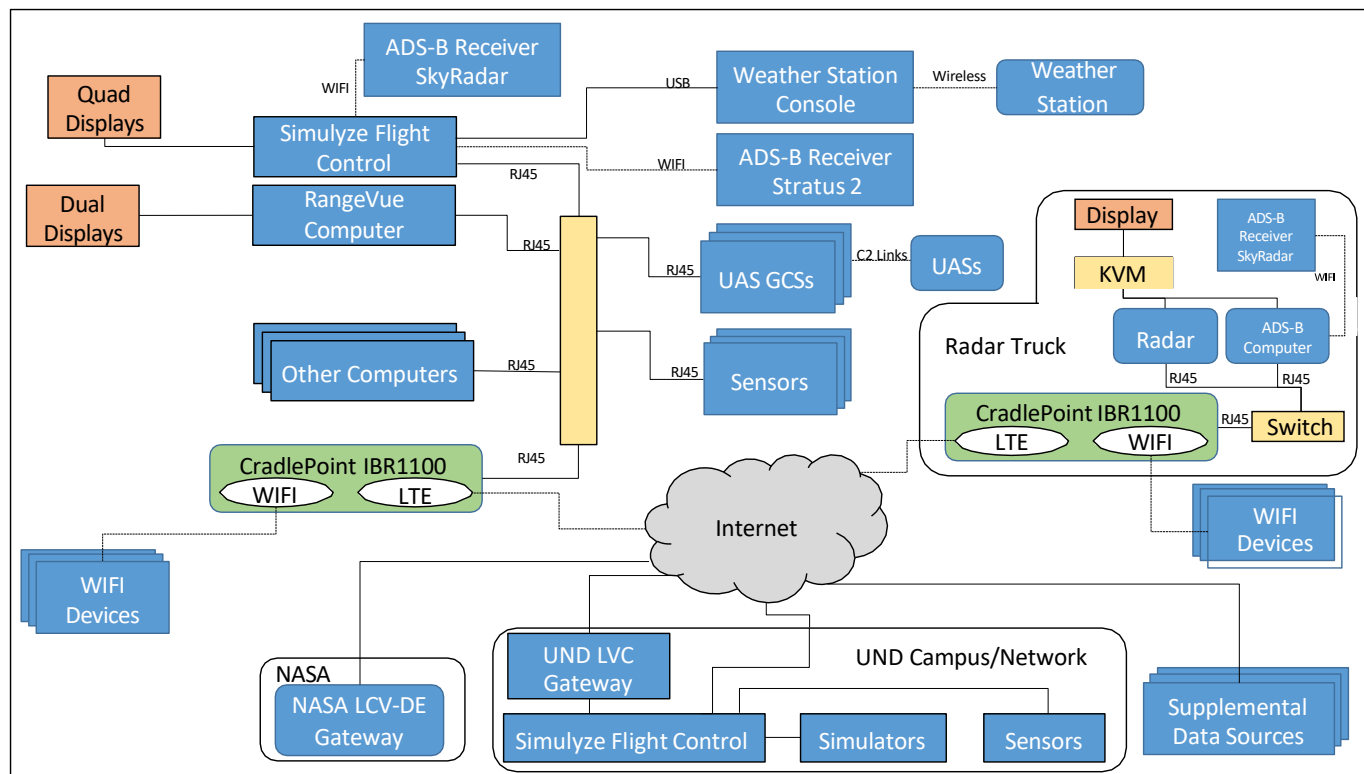 ADS-B Receiver
SkyRadar
WIFI
Quad
Displays
Simulyze Flight
Control
USB
Weather Station
Console
Wireless
Weather
Station
WIFI
ADS-B Receiver
Stratus 2
RJ45
Dual
Displays
RangeVue
Computer
RJ45
RJ45
UAS GCSs
C2 Links
UASs
Other Computers
RJ45
RJ45
Sensors
Display
ADS-B
Receiver
SkyRadar
KVM
WIFI
Radar Truck
Radar
ADS-B
Computer
RJ45
RJ45
CradlePoint IBR1100
LTE
WIFI
RJ45
Switch
RJ45
CradlePoint IBR1100
WIFI
LTE
Internet
WIFI
Devices
WIFI
Devices
NASA
NASA LCV-DE
Gateway
UND LVC
Gateway
UND Campus/Network
Simulyze Flight Control
Simulators
Sensors
Supplemental
Data Sources